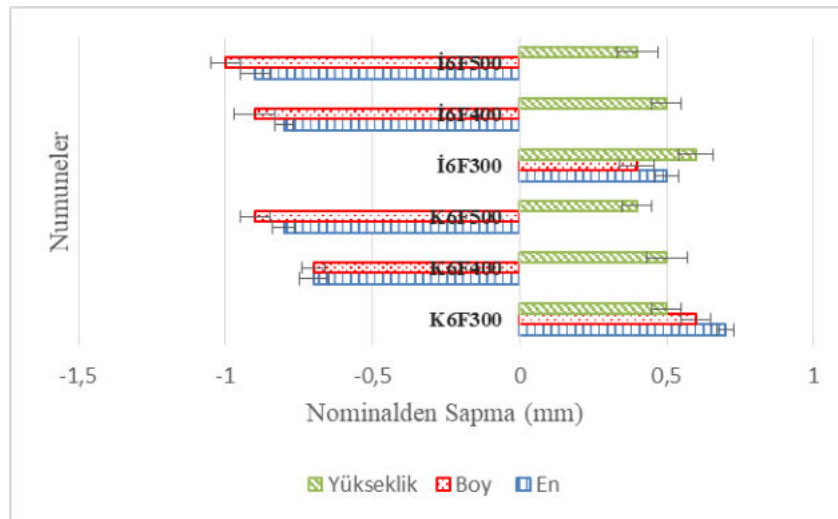 İ6F500
İ6F400
İ6F300
K6F500
K6F400
K6F300
Numuneler
-1,5 -1 -0,5 0 0,5 1
Nominalden Sapma (mm)
Yükseklik Boy En